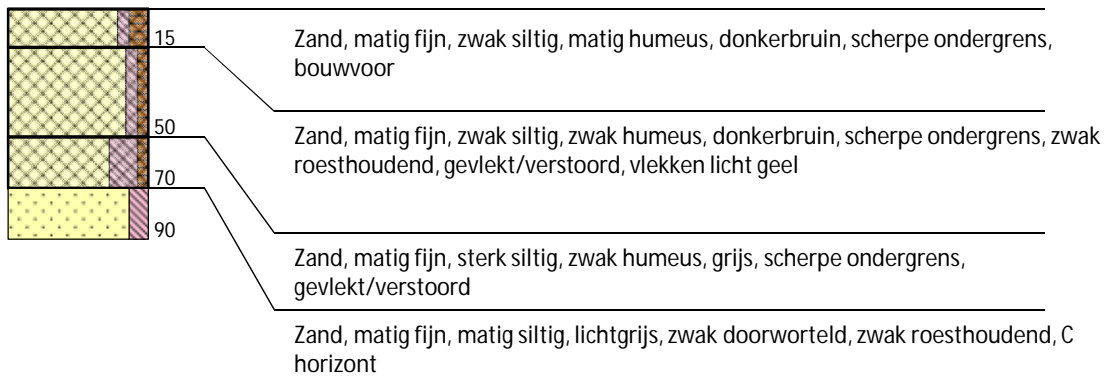 15
Zand, matig fijn, zwak siltig, matig humeus, donkerbruin, scherpe ondergrens,
bouwvoor
50
Zand, matig fijn, zwak siltig, zwak humeus, donkerbruin, scherpe ondergrens, zwak
roesthoudend, gevlekt/verstoord, vlekken licht geel
70
90
Zand, matig fijn, sterk siltig, zwak humeus, grijs, scherpe ondergrens,
gevlekt/verstoord
Zand, matig fijn, matig siltig, lichtgrijs, zwak doorworteld, zwak roesthoudend, C
horizont